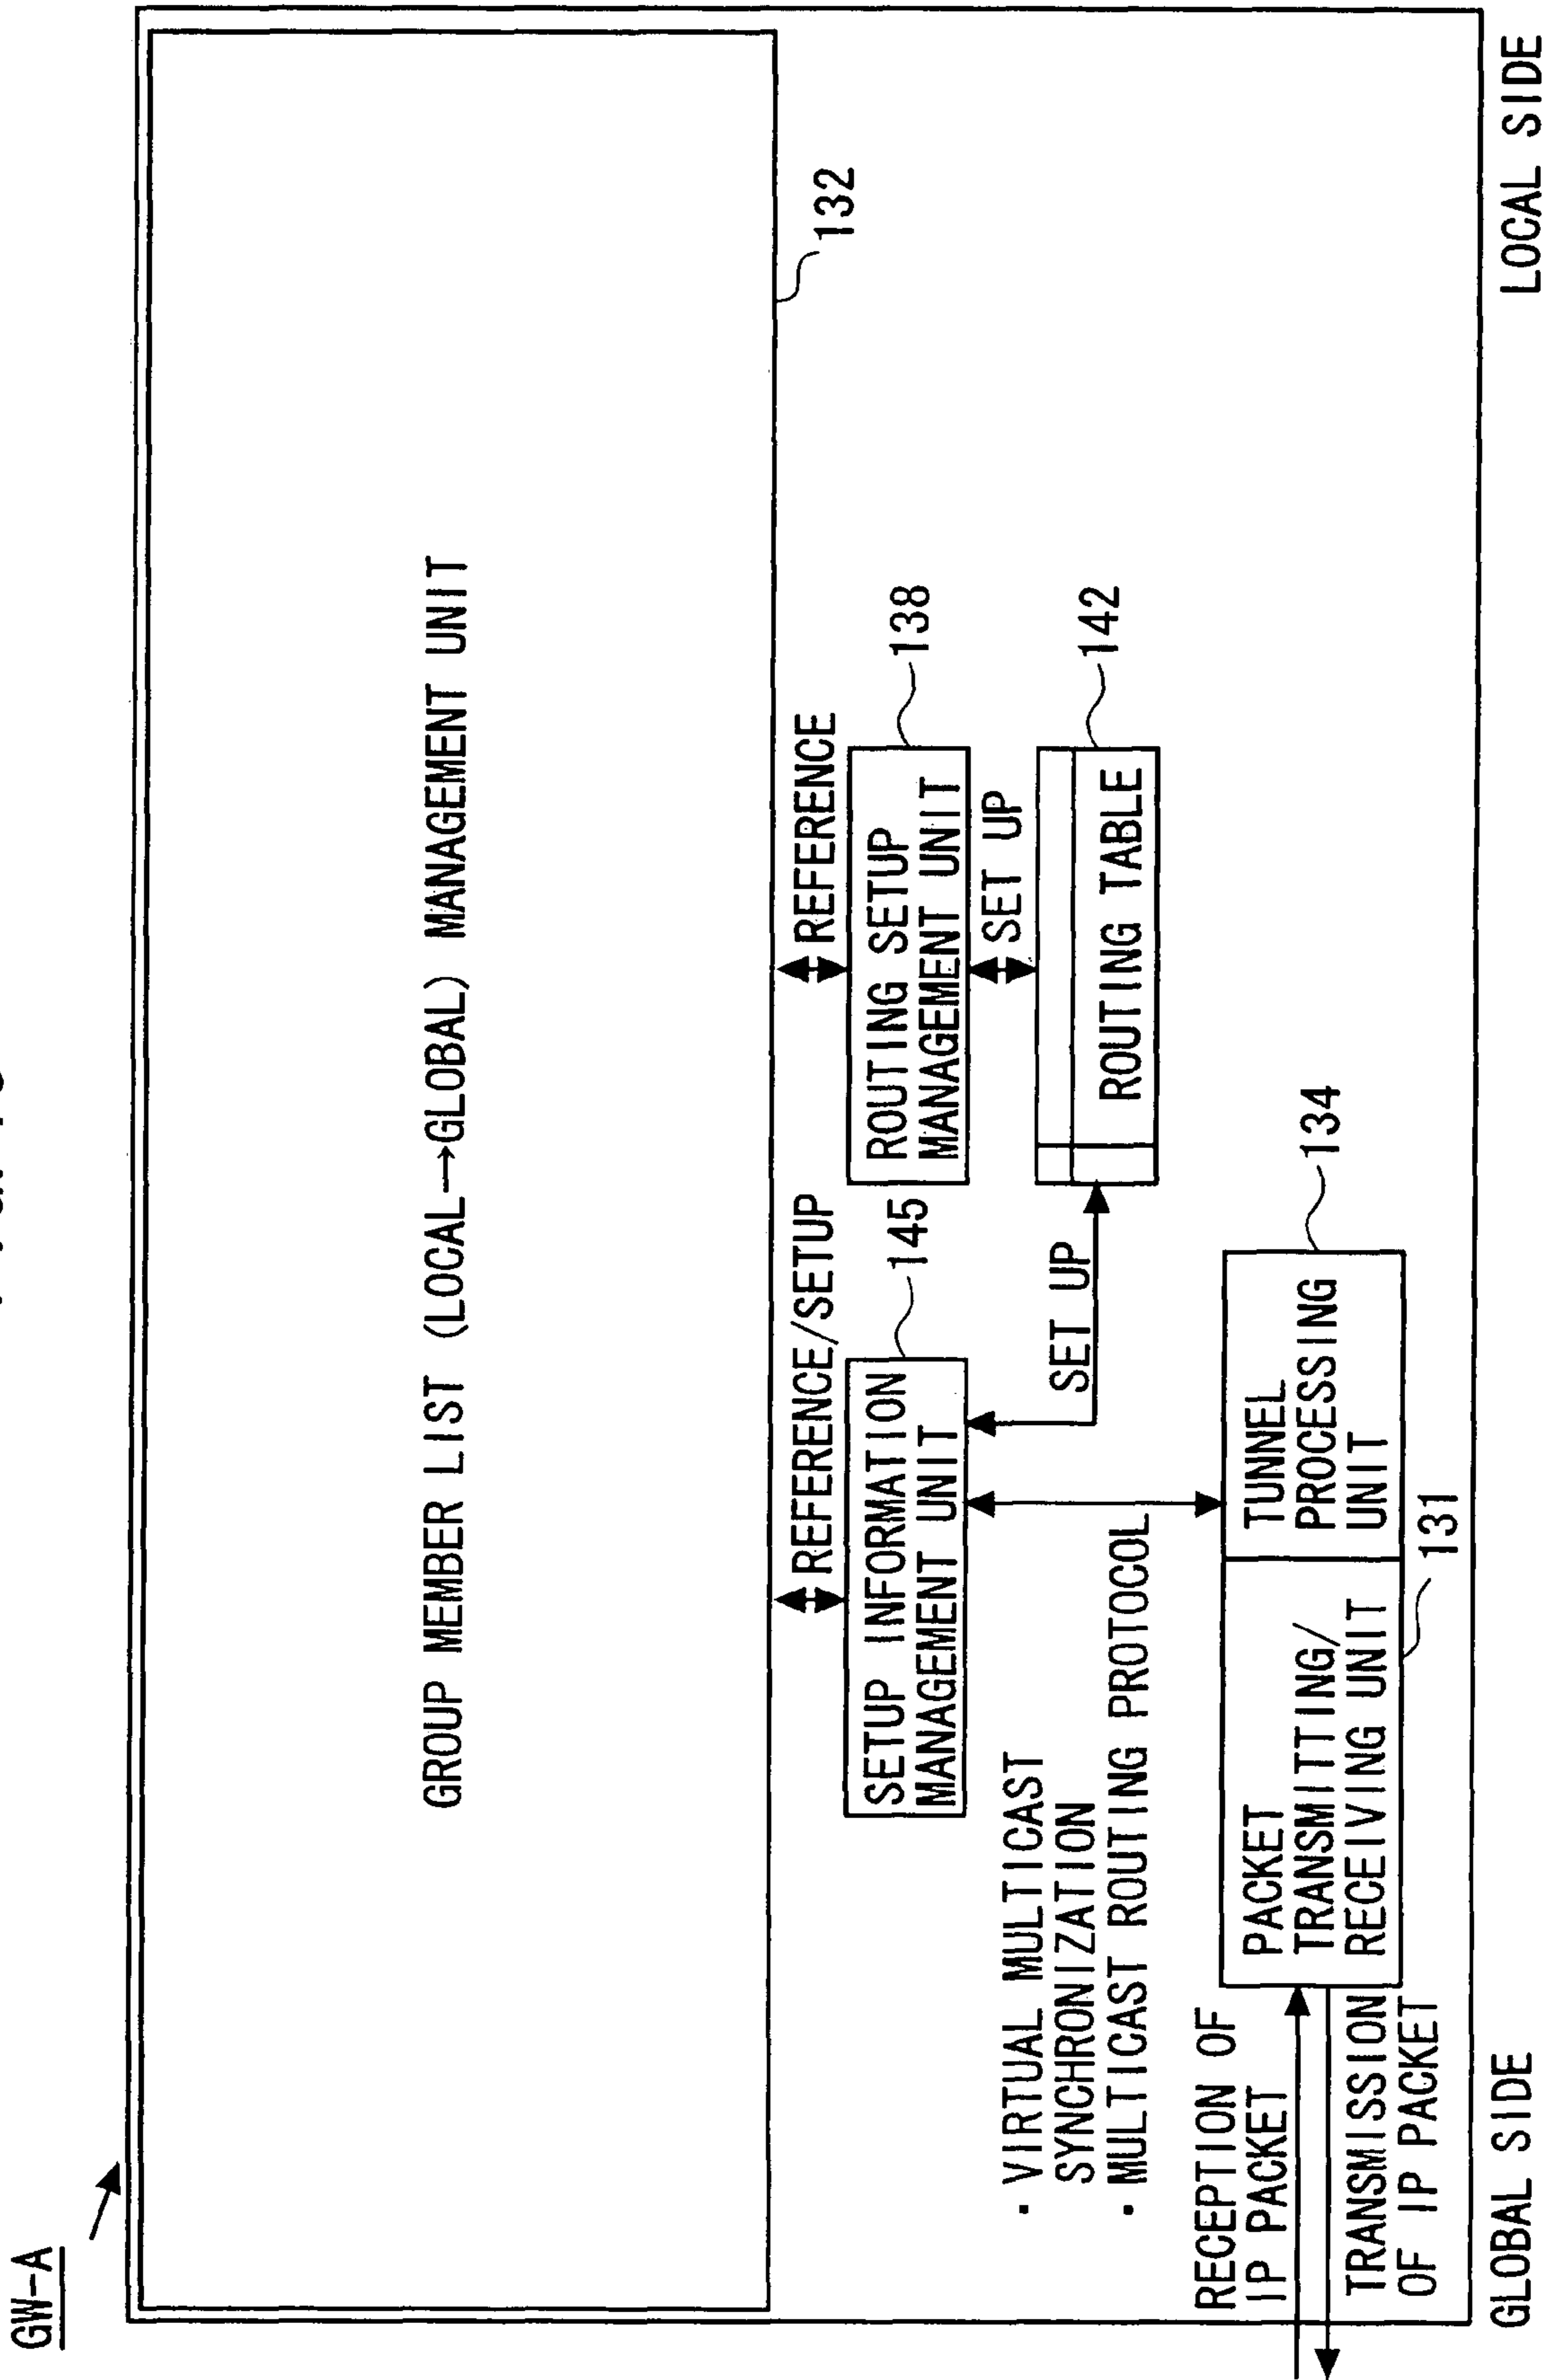 GW-A
GROUP MEMBER LIST (LOCAL→GLOBAL) MANAGEMENT UNIT
132
REFERENCE/SETUP
REFERENCE
SETUP INFORMATION
MANAGEMENT UNIT
145
ROUTING SETUP
MANAGEMENT UNIT
138
SET UP
SET UP
ROUTING TABLE
142
· VIRTUAL MULTICAST
SYNCHRONIZATION
· MULTICAST ROUTING PROTOCOL
RECEPTION OF
IP PACKET
TRANSMISSION
OF IP PACKET
PACKET
TRANSMITTING/
RECEIVING UNIT
131
TUNNEL
PROCESSING
UNIT
134
GLOBAL SIDE
LOCAL SIDE